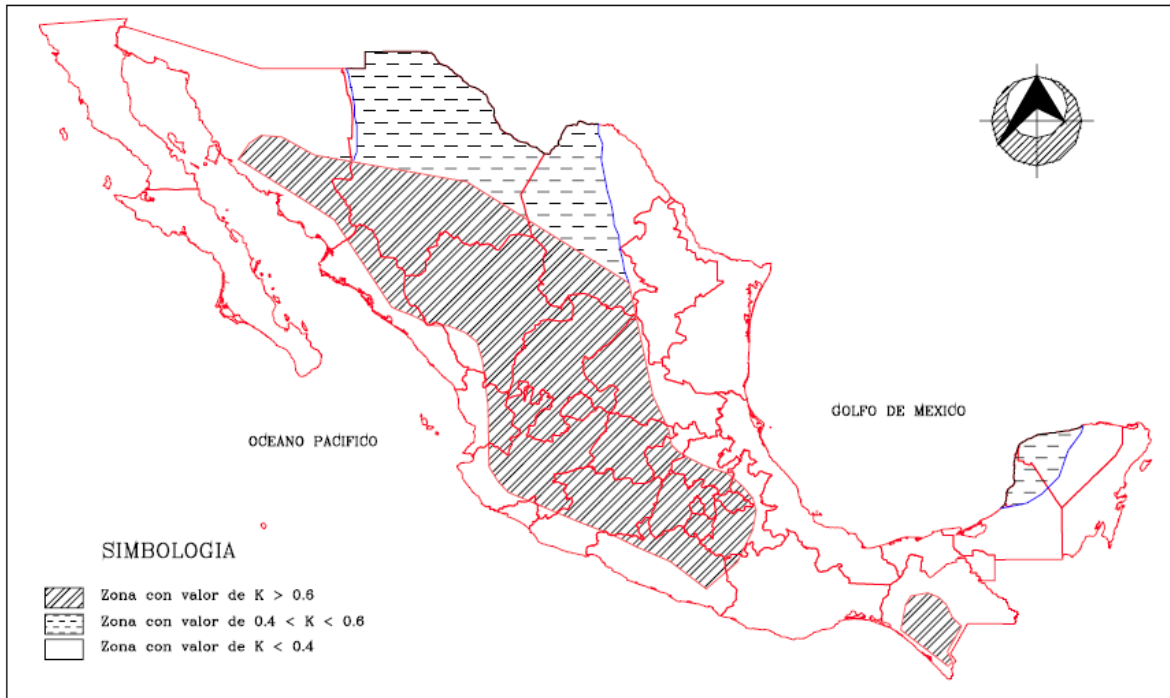 GOLFO DE MEXICO
OCEANO PACIFICO
SIMBOLOGIA
Zona con valor de K > 0.6
Zona con valor de 0.4 < K < 0.6
Zona con valor de K < 0.4